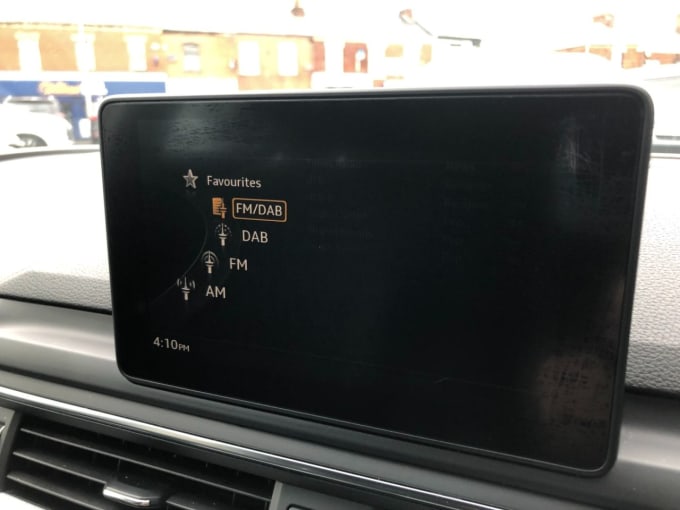 Favourites
FM/DAB
DAB
FM
AM
4:10PM